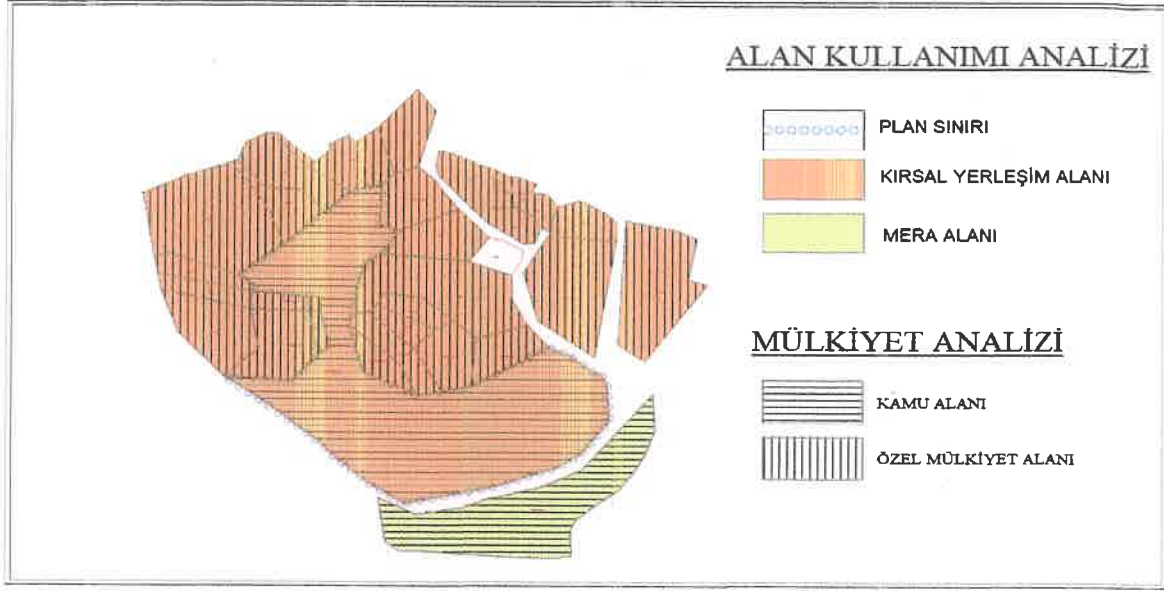 ALAN KULLANIMI ANALİZİ
PLAN SINIRI
KIRSAL YERLEŞİM ALANI
MERA ALANI
MÜLKİYET ANALİZİ
KAMU ALANI
ÖZEL MÜLKİYET ALANI